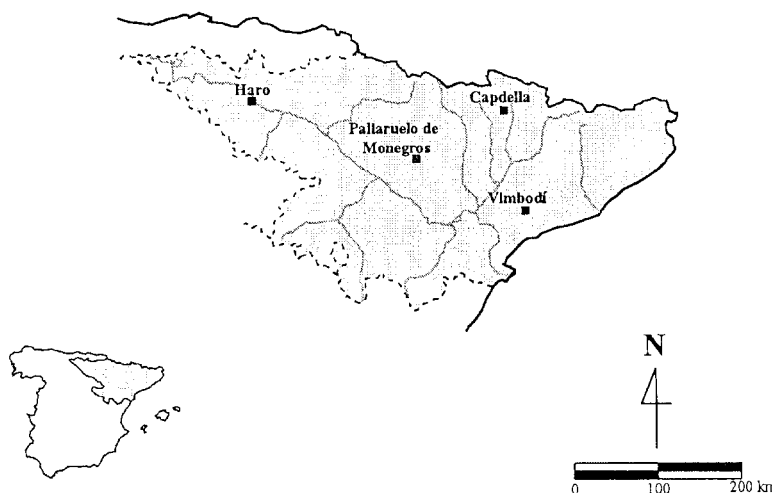 Haro
Capdella
Pallaruelo de
Monegros
Vimbodí
N
0 100 200 km